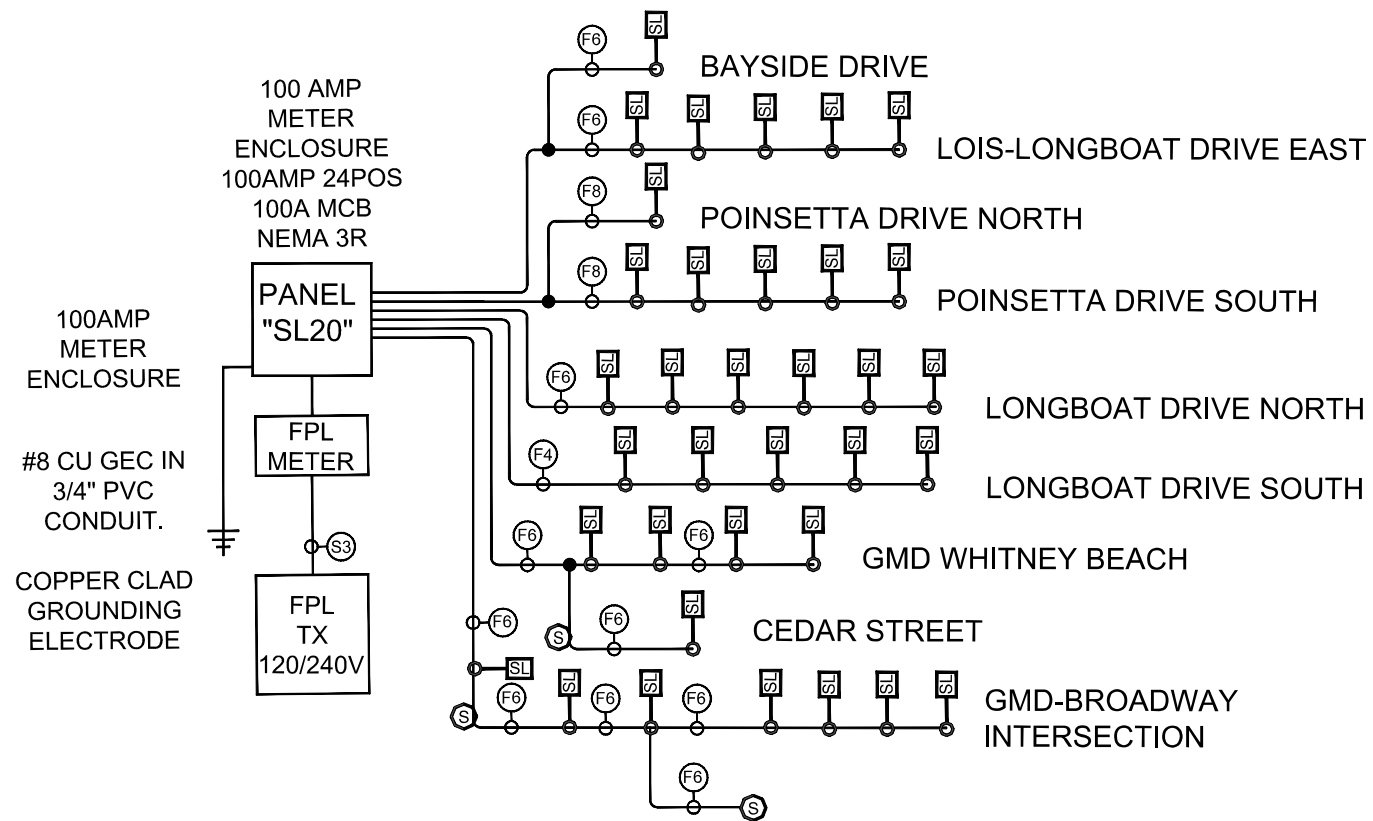 100 AMP
METER
ENCLOSURE
100AMP 24POS
100A MCB
NEMA 3R
PANEL
"SL20"
100AMP
METER
ENCLOSURE
FPL
METER
#8 CU GEC IN
3/4" PVC
CONDUIT.
S3
COPPER CLAD
GROUNDING
ELECTRODE
FPL
TX
120/240V
F6 SL
BAYSIDE DRIVE
F6 SL SL SL SL SL
LOIS-LONGBOAT DRIVE EAST
F8 SL
POINSETTA DRIVE NORTH
F8 SL SL SL SL SL
POINSETTA DRIVE SOUTH
F6 SL SL SL SL SL SL
LONGBOAT DRIVE NORTH
F4 SL SL SL SL SL
LONGBOAT DRIVE SOUTH
F6 SL SL F6 SL SL
GMD WHITNEY BEACH
S F6 SL
CEDAR STREET
F6
SL
S F6 SL F6 SL F6 SL SL SL SL
GMD-BROADWAY
INTERSECTION
F6 S